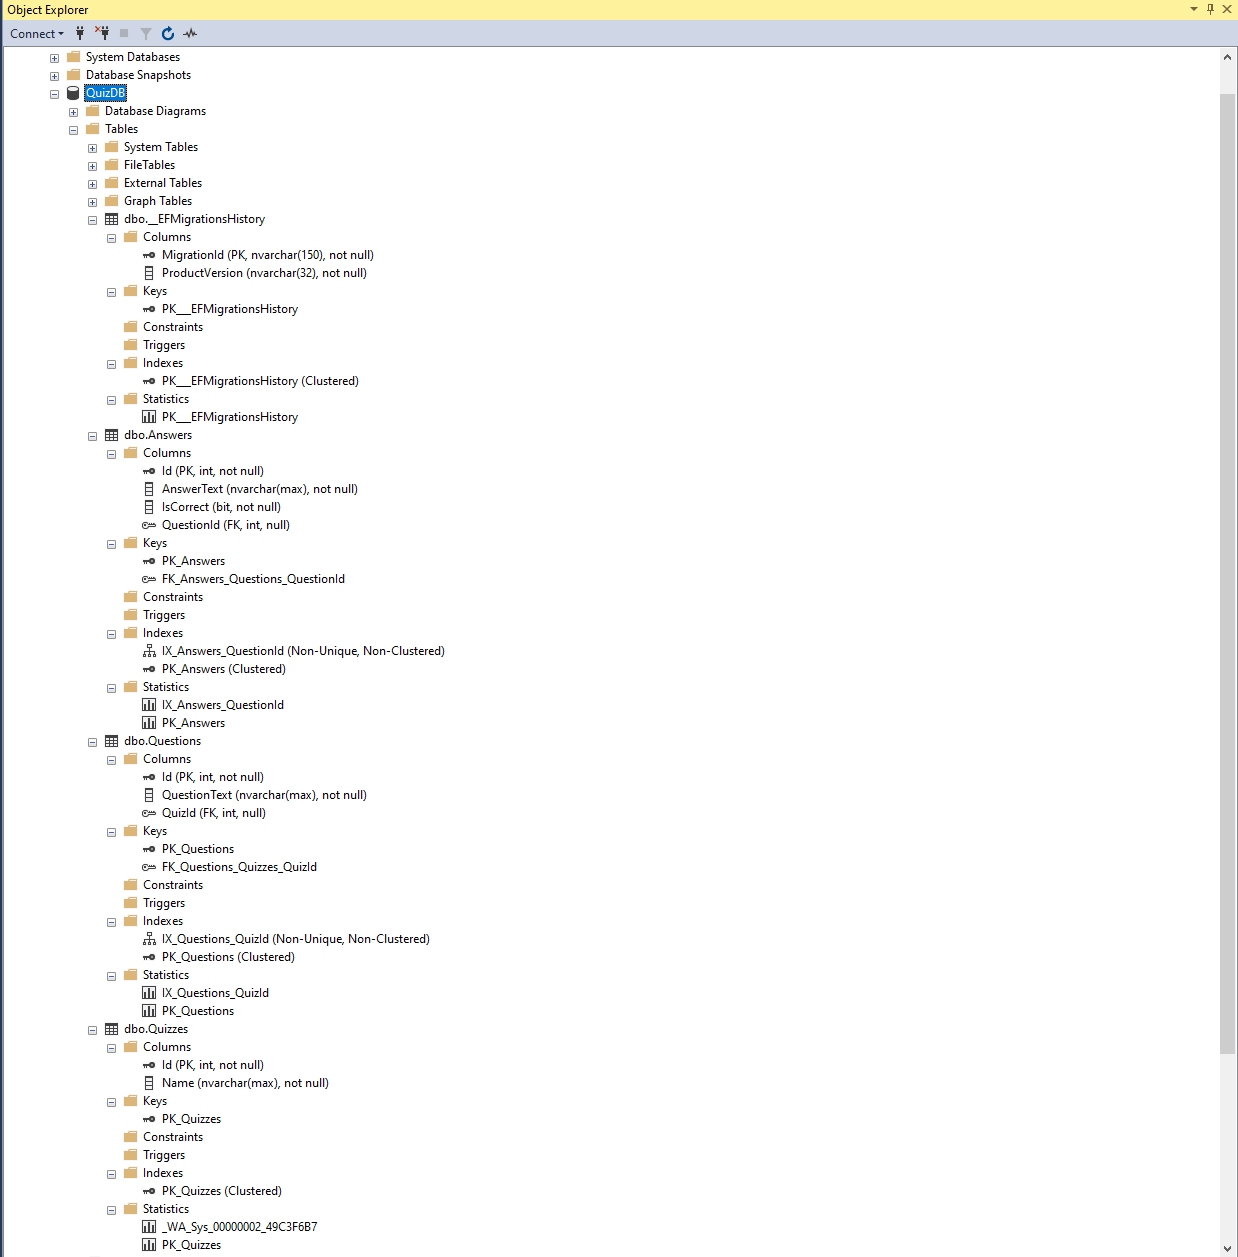 Object Explorer
Connect
System Databases
Database Snapshots
QuizDB
Database Diagrams
Tables
System Tables
FileTables
External Tables
Graph Tables
dbo.__EFMigrationsHistory
Columns
MigrationId (PK, nvarchar(150), not null)
ProductVersion (nvarchar(32), not null)
Keys
PK___EFMigrationsHistory
Constraints
Triggers
Indexes
PK___EFMigrationsHistory (Clustered)
Statistics
PK___EFMigrationsHistory
dbo.Answers
Columns
Id (PK, int, not null)
AnswerText (nvarchar(max), not null)
IsCorrect (bit, not null)
QuestionId (FK, int, null)
Keys
PK_Answers
FK_Answers_Questions_QuestionId
Constraints
Triggers
Indexes
IX_Answers_QuestionId (Non-Unique, Non-Clustered)
PK_Answers (Clustered)
Statistics
IX_Answers_QuestionId
PK_Answers
dbo.Questions
Columns
Id (PK, int, not null)
QuestionText (nvarchar(max), not null)
QuizId (FK, int, null)
Keys
PK_Questions
FK_Questions_Quizzes_QuizId
Constraints
Triggers
Indexes
IX_Questions_QuizId (Non-Unique, Non-Clustered)
PK_Questions (Clustered)
Statistics
IX_Questions_QuizId
PK_Questions
dbo.Quizzes
Columns
Id (PK, int, not null)
Name (nvarchar(max), not null)
Keys
PK_Quizzes
Constraints
Triggers
Indexes
PK_Quizzes (Clustered)
Statistics
_WA_Sys_00000002_49C3F6B7
PK_Quizzes